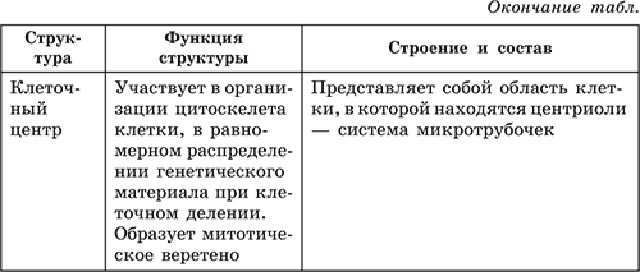 Окончание табл.
Струк-
тура
Функция
структуры
Строение и состав
Клеточ-
ный
центр
Участвует в органи-
зации цитоскелета
клетки, в равно-
мерном распределе-
нии генетического
материала при кле-
точном делении.
Образует митотиче-
ское веретено
Представляет собой область клет-
ки, в которой находятся центриоли
— система микротрубочек